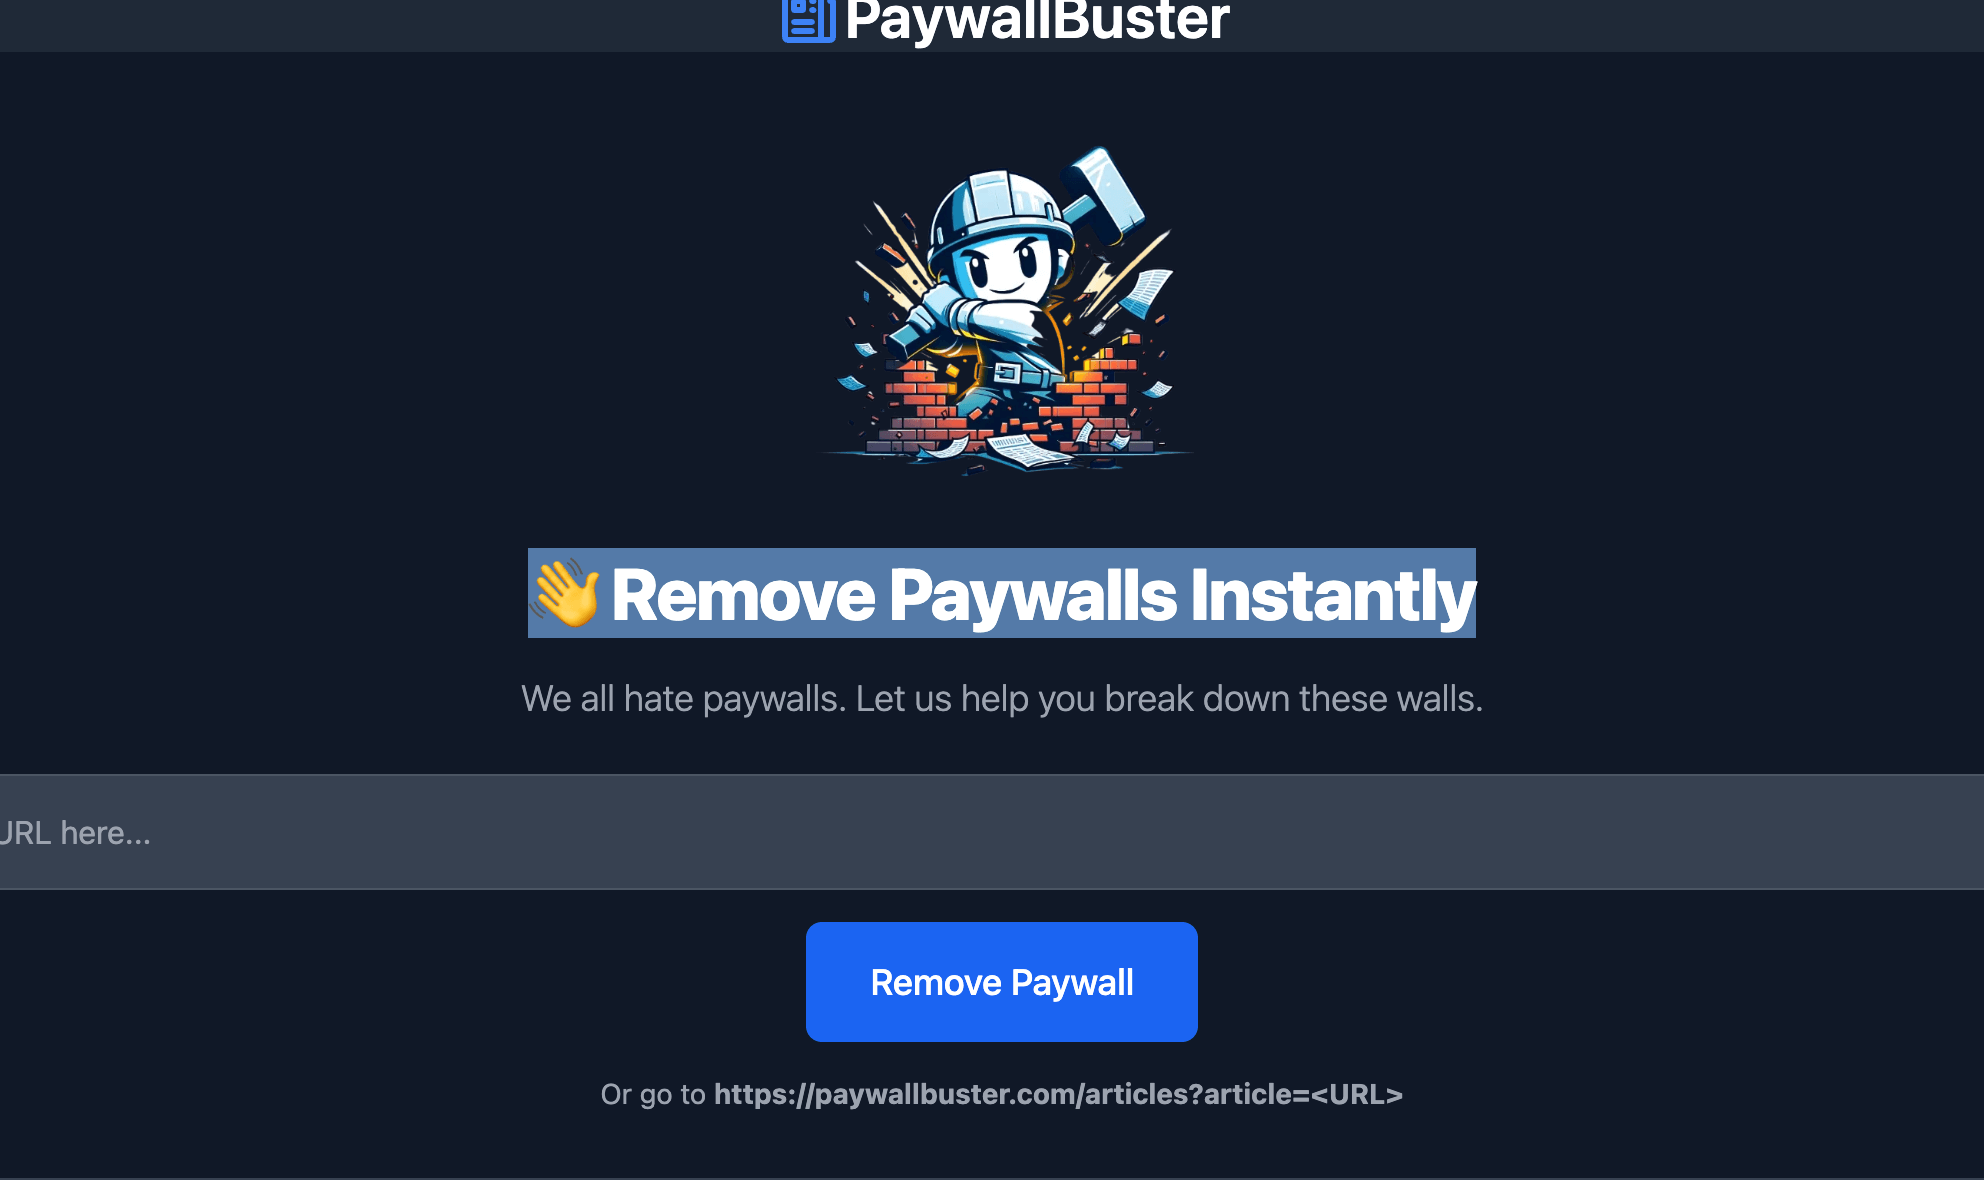 PaywallBuster
👋 Remove Paywalls Instantly
We all hate paywalls. Let us help you break down these walls.
URL here...
Remove Paywall
Or go to https://paywallbuster.com/articles?article=<URL>